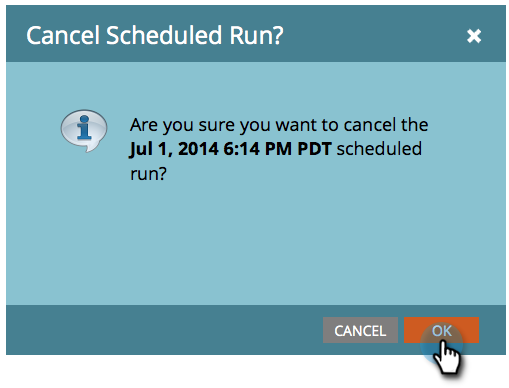 Cancel Scheduled Run?
Are you sure you want to cancel the
Jul 1, 2014 6:14 PM PDT scheduled
run?
CANCEL OK